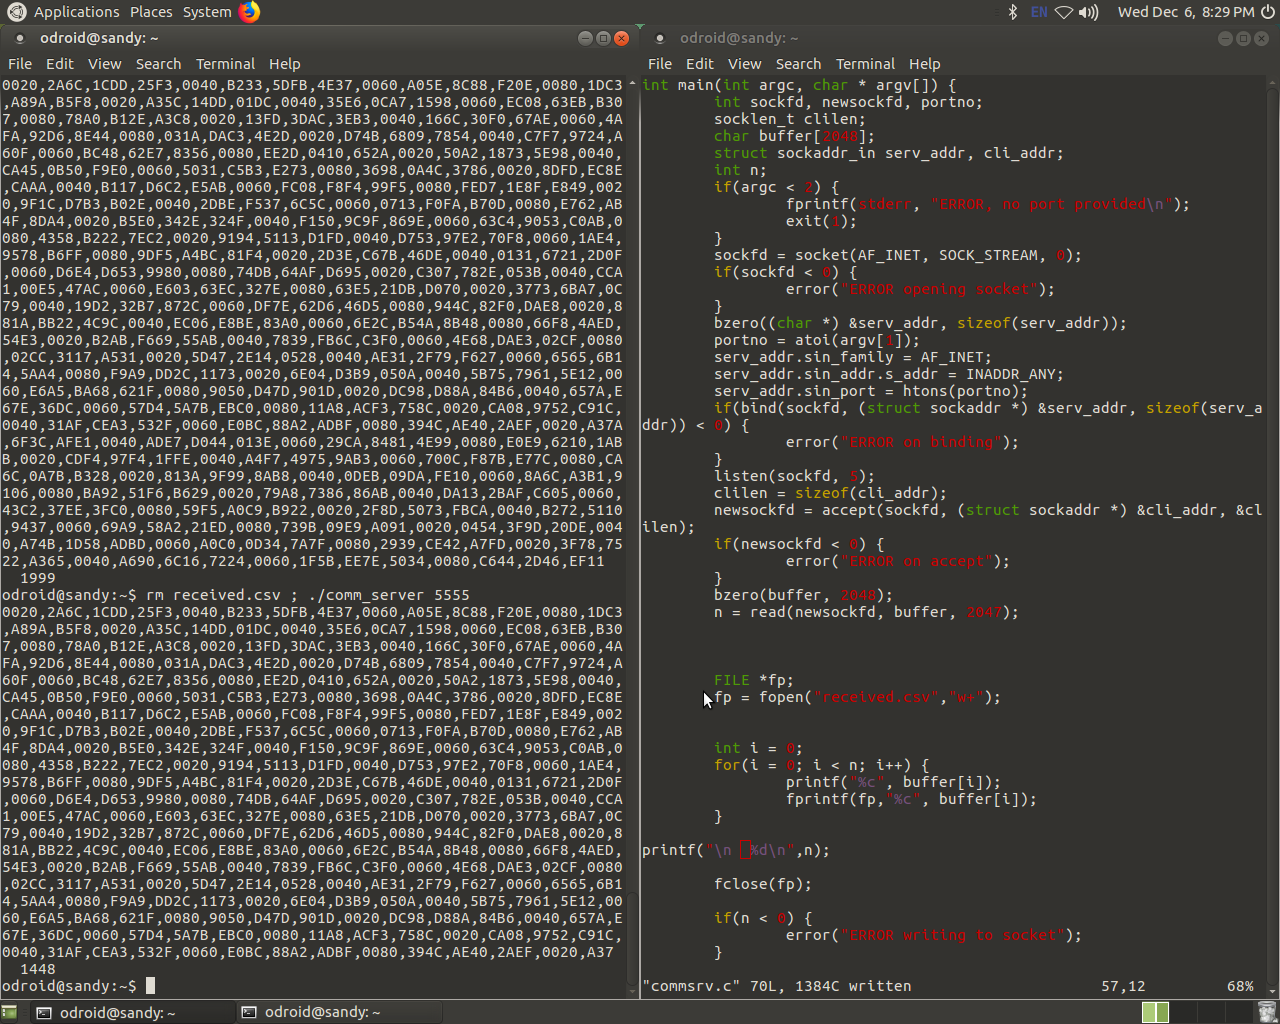 Applications Places System EN Wed Dec 6, 8:29 PM
odroid@sandy: ~
File Edit View Search Terminal Help
0020,2A6C,1CDD,25F3,0040,B233,5DFB,4E37,0060,A05E,8C88,F20E,0080,1DC3
,A89A,B5F8,0020,A35C,14DD,01DC,0040,35E6,0CA7,1598,0060,EC08,63EB,B30
7,0080,78A0,B12E,A3C8,0020,13FD,3DAC,3EB3,0040,166C,30F0,67AE,0060,4A
FA,92D6,8E44,0080,031A,DAC3,4E2D,0020,D74B,6809,7854,0040,C7F7,9724,A
60F,0060,BC48,62E7,8356,0080,EE2D,0410,652A,0020,50A2,1873,5E98,0040,
CA45,0B50,F9E0,0060,5031,C5B3,E273,0080,3698,0A4C,3786,0020,8DFD,EC8E
,CAAA,0040,B117,D6C2,E5AB,0060,FC08,F8F4,99F5,0080,FED7,1E8F,E849,002
0,9F1C,D7B3,B02E,0040,2DBE,F537,6C5C,0060,0713,F0FA,B70D,0080,E762,AB
4F,8DA4,0020,B5E0,342E,324F,0040,F150,9C9F,869E,0060,63C4,9053,C0AB,0
080,4358,B222,7EC2,0020,9194,5113,D1FD,0040,D753,97E2,70F8,0060,1AE4,
9578,B6FF,0080,9DF5,A4BC,81F4,0020,2D3E,C67B,46DE,0040,0131,6721,2D0F
,0060,D6E4,D653,9980,0080,74DB,64AF,D695,0020,C307,782E,053B,0040,CCA
1,00E5,47AC,0060,E603,63EC,327E,0080,63E5,21DB,D070,0020,3773,6BA7,0C
79,0040,19D2,32B7,872C,0060,DF7E,62D6,46D5,0080,944C,82F0,DAE8,0020,8
81A,BB22,4C9C,0040,EC06,E8BE,83A0,0060,6E2C,B54A,8B48,0080,66F8,4AED,
54E3,0020,B2AB,F669,55AB,0040,7839,FB6C,C3F0,0060,4E68,DAE3,02CF,0080
,02CC,3117,A531,0020,5D47,2E14,0528,0040,AE31,2F79,F627,0060,6565,6B1
4,5AA4,0080,F9A9,DD2C,1173,0020,6E04,D3B9,050A,0040,5B75,7961,5E12,00
60,E6A5,BA68,621F,0080,9050,D47D,901D,0020,DC98,D88A,84B6,0040,657A,E
67E,36DC,0060,57D4,5A7B,EBC0,0080,11A8,ACF3,758C,0020,CA08,9752,C91C,
0040,31AF,CEA3,532F,0060,E0BC,88A2,ADBF,0080,394C,AE40,2AEF,0020,A37A
,6F3C,AFE1,0040,ADE7,D044,013E,0060,29CA,8481,4E99,0080,E0E9,6210,1AB
B,0020,CDF4,97F4,1FFE,0040,A4F7,4975,9AB3,0060,700C,F87B,E77C,0080,CA
6C,0A7B,B328,0020,813A,9F99,8AB8,0040,0DEB,09DA,FE10,0060,8A6C,A3B1,9
106,0080,BA92,51F6,B629,0020,79A8,7386,86AB,0040,DA13,2BAF,C605,0060,
43C2,37EE,3FC0,0080,59F5,A0C9,B922,0020,2F8D,5073,FBCA,0040,B272,5110
,9437,0060,69A9,58A2,21ED,0080,739B,09E9,A091,0020,0454,3F9D,20DE,004
0,A74B,1D58,ADBD,0060,A0C0,0D34,7A7F,0080,2939,CE42,A7FD,0020,3F78,75
22,A365,0040,A690,6C16,7224,0060,1F5B,EE7E,5034,0080,C644,2D46,EF11
1999
odroid@sandy:~$ rm received.csv ; ./comm_server 5555
0020,2A6C,1CDD,25F3,0040,B233,5DFB,4E37,0060,A05E,8C88,F20E,0080,1DC3
,A89A,B5F8,0020,A35C,14DD,01DC,0040,35E6,0CA7,1598,0060,EC08,63EB,B30
7,0080,78A0,B12E,A3C8,0020,13FD,3DAC,3EB3,0040,166C,30F0,67AE,0060,4A
FA,92D6,8E44,0080,031A,DAC3,4E2D,0020,D74B,6809,7854,0040,C7F7,9724,A
60F,0060,BC48,62E7,8356,0080,EE2D,0410,652A,0020,50A2,1873,5E98,0040,
CA45,0B50,F9E0,0060,5031,C5B3,E273,0080,3698,0A4C,3786,0020,8DFD,EC8E
,CAAA,0040,B117,D6C2,E5AB,0060,FC08,F8F4,99F5,0080,FED7,1E8F,E849,002
0,9F1C,D7B3,B02E,0040,2DBE,F537,6C5C,0060,0713,F0FA,B70D,0080,E762,AB
4F,8DA4,0020,B5E0,342E,324F,0040,F150,9C9F,869E,0060,63C4,9053,C0AB,0
080,4358,B222,7EC2,0020,9194,5113,D1FD,0040,D753,97E2,70F8,0060,1AE4,
9578,B6FF,0080,9DF5,A4BC,81F4,0020,2D3E,C67B,46DE,0040,0131,6721,2D0F
,0060,D6E4,D653,9980,0080,74DB,64AF,D695,0020,C307,782E,053B,0040,CCA
1,00E5,47AC,0060,E603,63EC,327E,0080,63E5,21DB,D070,0020,3773,6BA7,0C
79,0040,19D2,32B7,872C,0060,DF7E,62D6,46D5,0080,944C,82F0,DAE8,0020,8
81A,BB22,4C9C,0040,EC06,E8BE,83A0,0060,6E2C,B54A,8B48,0080,66F8,4AED,
54E3,0020,B2AB,F669,55AB,0040,7839,FB6C,C3F0,0060,4E68,DAE3,02CF,0080
,02CC,3117,A531,0020,5D47,2E14,0528,0040,AE31,2F79,F627,0060,6565,6B1
4,5AA4,0080,F9A9,DD2C,1173,0020,6E04,D3B9,050A,0040,5B75,7961,5E12,00
60,E6A5,BA68,621F,0080,9050,D47D,901D,0020,DC98,D88A,84B6,0040,657A,E
67E,36DC,0060,57D4,5A7B,EBC0,0080,11A8,ACF3,758C,0020,CA08,9752,C91C,
0040,31AF,CEA3,532F,0060,E0BC,88A2,ADBF,0080,394C,AE40,2AEF,0020,A37
1448
odroid@sandy:~$
odroid@sandy: ~
File Edit View Search Terminal Help
int main(int argc, char * argv[]) {
int sockfd, newsockfd, portno;
socklen_t clilen;
char buffer[2048];
struct sockaddr_in serv_addr, cli_addr;
int n;
if(argc < 2) {
fprintf(stderr, "ERROR, no port provided\n");
exit(1);
}
sockfd = socket(AF_INET, SOCK_STREAM, 0);
if(sockfd < 0) {
error("ERROR opening socket");
}
bzero((char *) &serv_addr, sizeof(serv_addr));
portno = atoi(argv[1]);
serv_addr.sin_family = AF_INET;
serv_addr.sin_addr.s_addr = INADDR_ANY;
serv_addr.sin_port = htons(portno);
if(bind(sockfd, (struct sockaddr *) &serv_addr, sizeof(serv_a
ddr)) < 0) {
error("ERROR on binding");
}
listen(sockfd, 5);
clilen = sizeof(cli_addr);
newsockfd = accept(sockfd, (struct sockaddr *) &cli_addr, &cl
ilen);
if(newsockfd < 0) {
error("ERROR on accept");
}
bzero(buffer, 2048);
n = read(newsockfd, buffer, 2047);
FILE *fp;
fp = fopen("received.csv","w+");
int i = 0;
for(i = 0; i < n; i++) {
printf("%c", buffer[i]);
fprintf(fp,"%c", buffer[i]);
}
printf("\n  %d\n",n);
fclose(fp);
if(n < 0) {
error("ERROR writing to socket");
}
"commsrv.c" 70L, 1384C written 57,12 68%
odroid@sandy: ~
odroid@sandy: ~